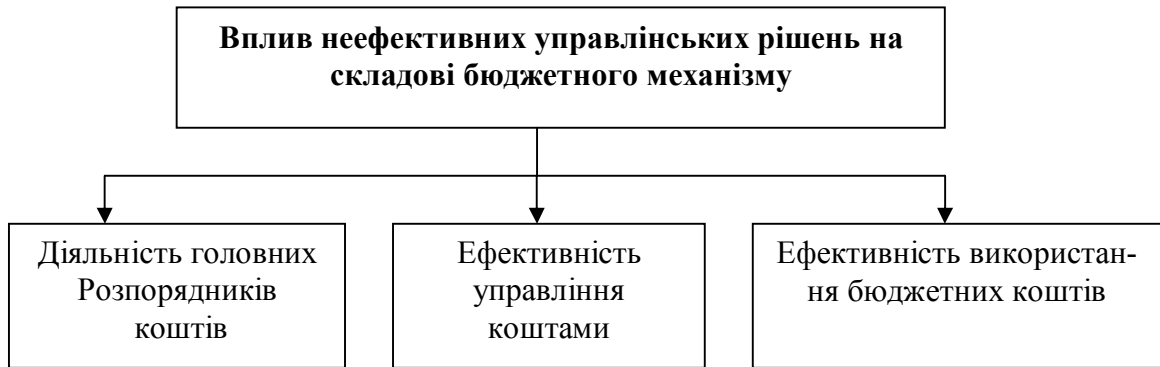 Вплив неефективних управлінських рішень на
складові бюджетного механізму
Діяльність головних
Розпорядників
коштів
Ефективність
управління
коштами
Ефективність використан-
ня бюджетних коштів